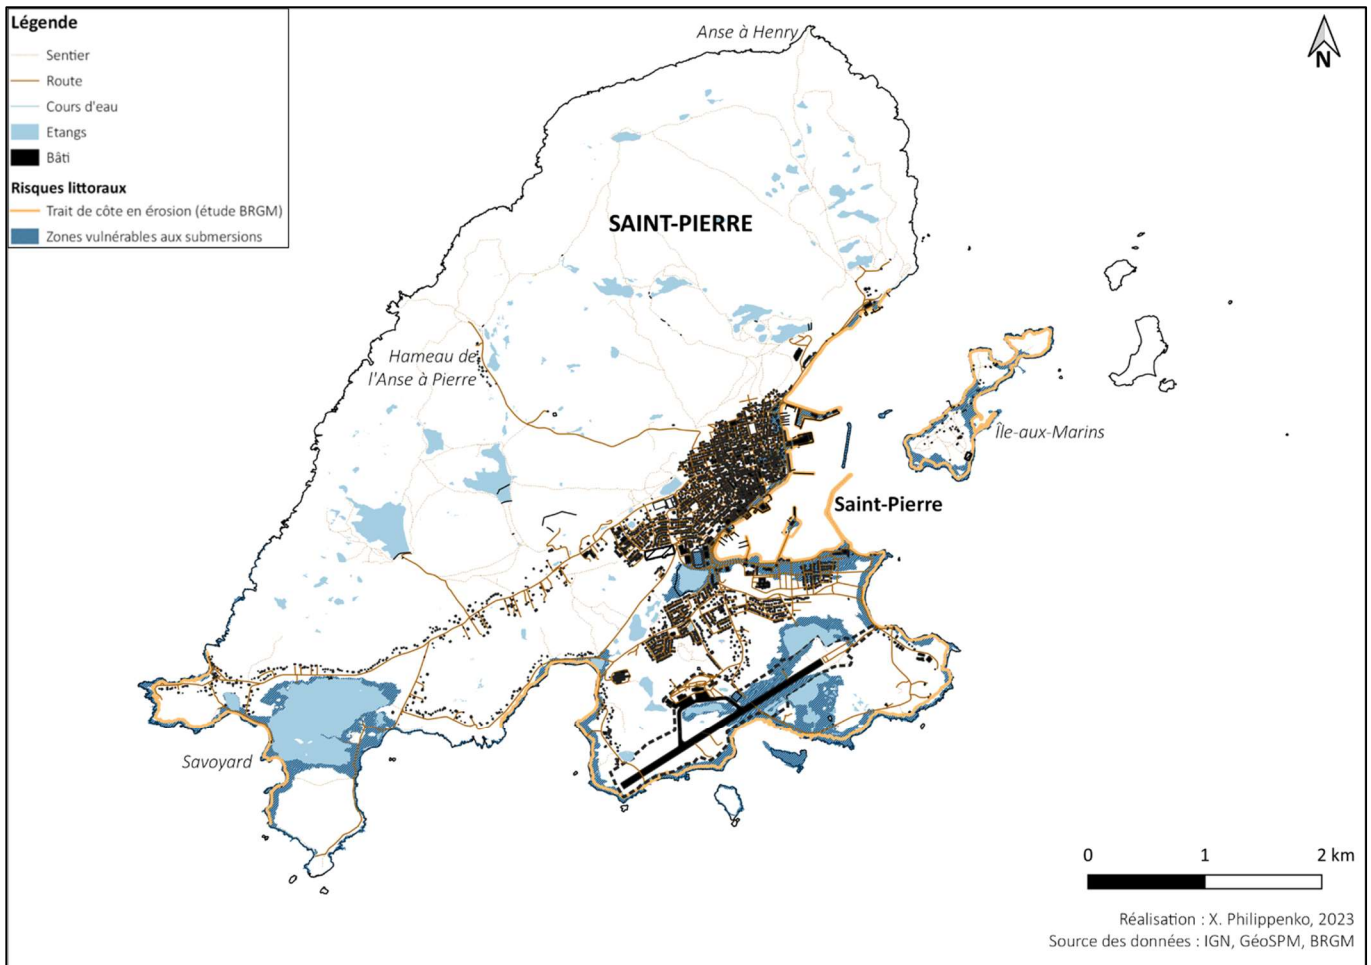 Légende
Sentier
Route
Cours d'eau
Etangs
Bâti
Risques littoraux
Trait de côte en érosion (étude BRGM)
Zones vulnérables aux submersions
Anse à Henry
N
SAINT-PIERRE
Hameau de
l'Anse à Pierre
Île-aux-Marins
Saint-Pierre
Savoyard
0 1 2 km
Réalisation : X. Philippenko, 2023
Source des données : IGN, GéoSPM, BRGM